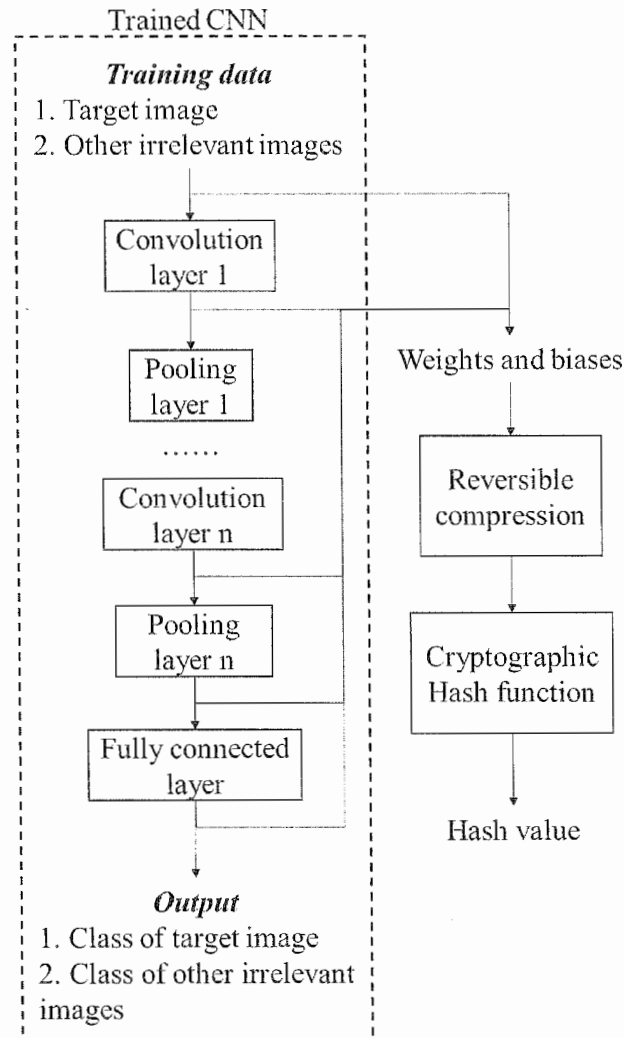 Trained CNN
Training data
1. Target image
2. Other irrelevant images
Convolution
layer 1
Pooling
layer 1
......
Convolution
layer n
Pooling
layer n
Fully connected
layer
Output
1. Class of target image
2. Class of other irrelevant
images
Weights and biases
Reversible
compression
Cryptographic
Hash function
Hash value